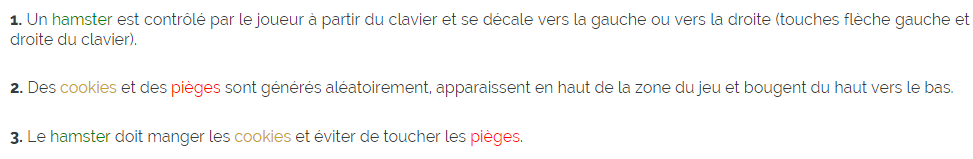 1. Un hamster est contrôlé par le joueur à partir du clavier et se décale vers la gauche ou vers la droite (touches flèche gauche et
droite du clavier).
2. Des cookies et des pièges sont générés aléatoirement, apparaissent en haut de la zone du jeu et bougent du haut vers le bas.
3. Le hamster doit manger les cookies et éviter de toucher les pièges.